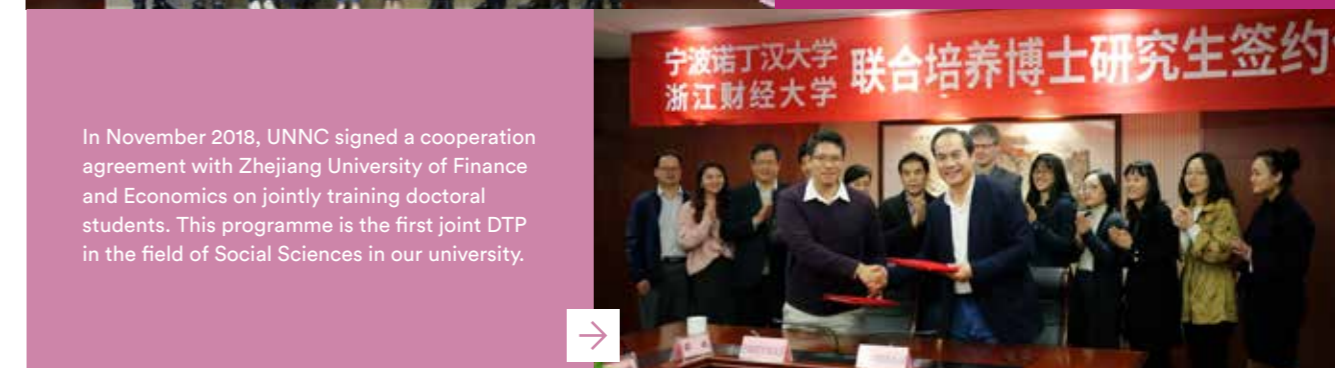 In November 2018, UNNC signed a cooperation
agreement with Zhejiang University of Finance
and Economics on jointly training doctoral
students. This programme is the first joint DTP
in the field of Social Sciences in our university.
宁波诺丁汉大学
浙江财经大学
联合培养博士研究生签约